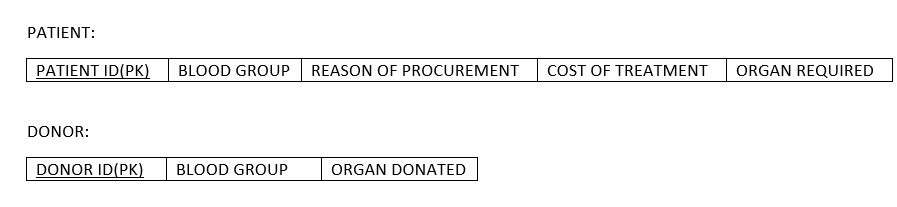 PATIENT:
PATIENT ID(PK) BLOOD GROUP REASON OF PROCUREMENT COST OF TREATMENT ORGAN REQUIRED
DONOR:
DONOR ID(PK) BLOOD GROUP ORGAN DONATED